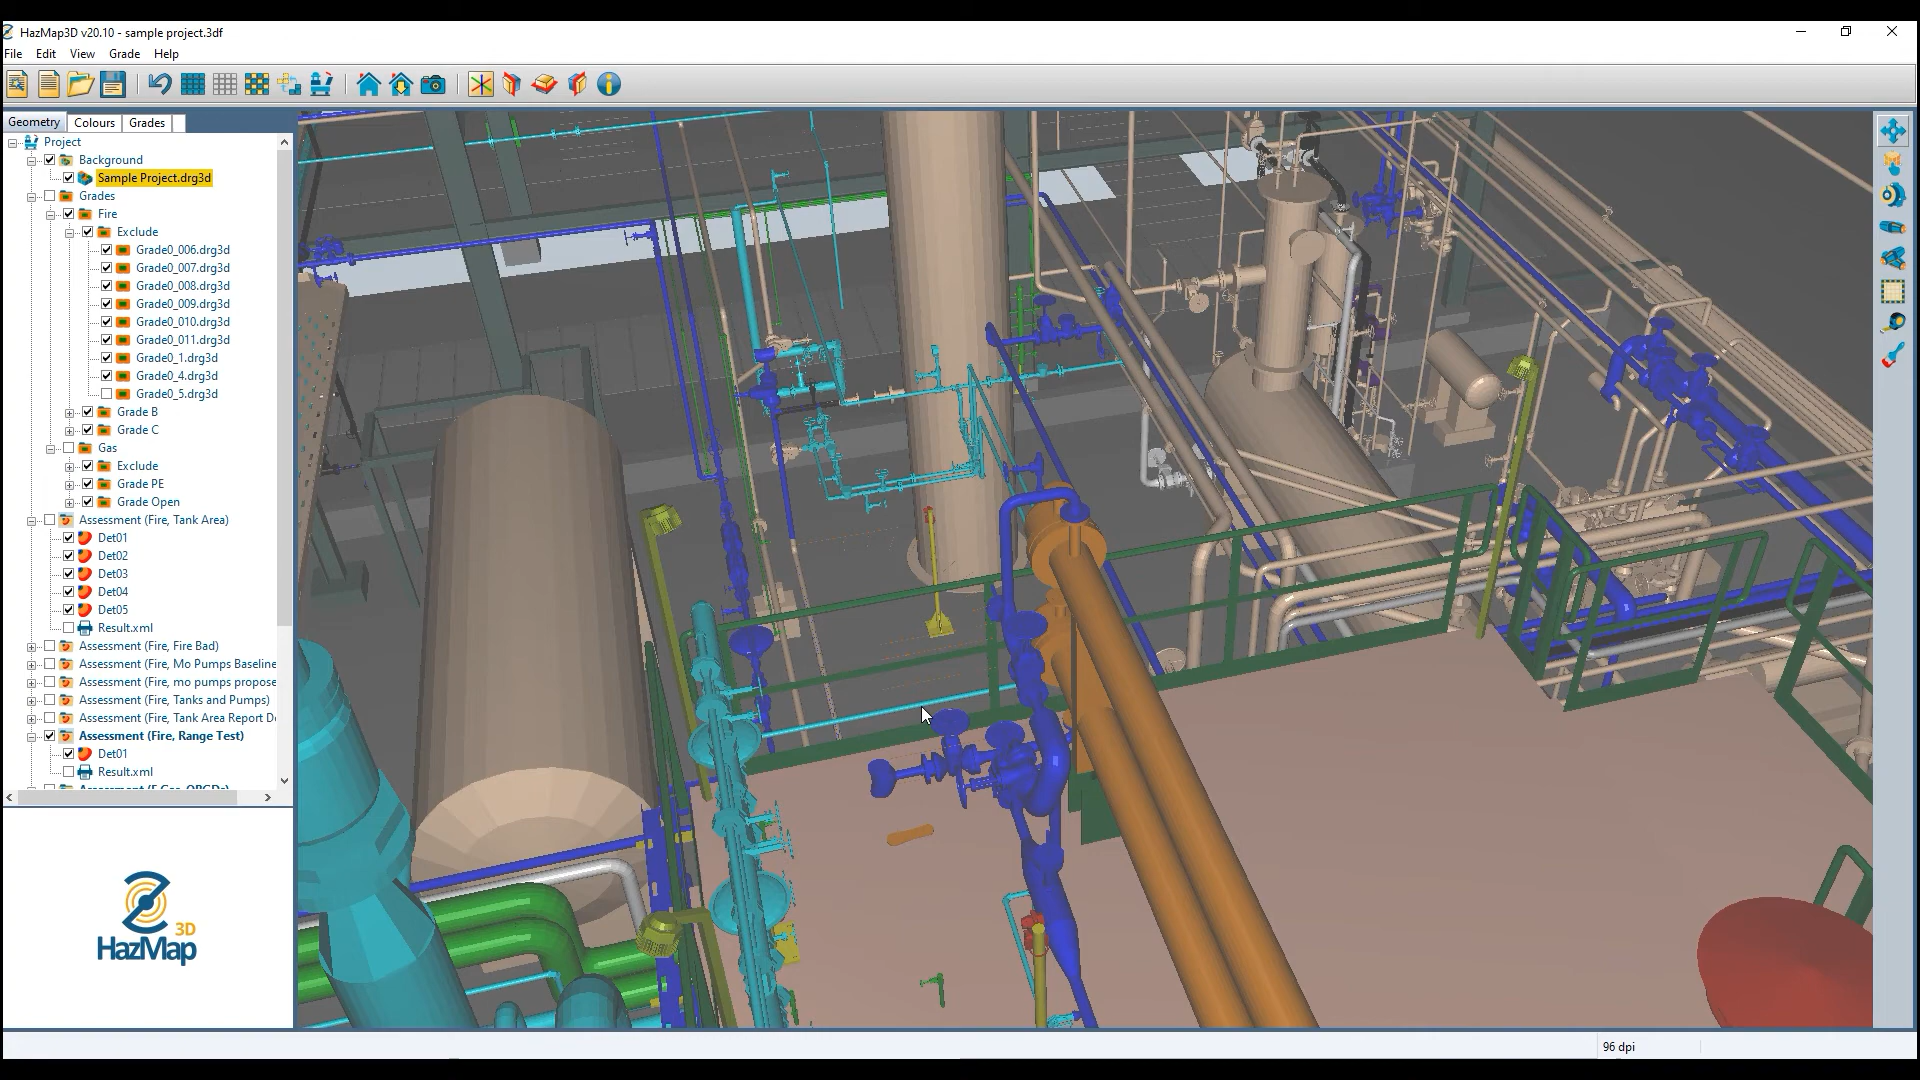 HazMap3D v20.10 - sample project.3df
File Edit View Grade Help
Geometry Colours Grades
Project
Background
Sample Project.drg3d
Grades
Fire
Exclude
Grade0_006.drg3d
Grade0_007.drg3d
Grade0_008.drg3d
Grade0_009.drg3d
Grade0_010.drg3d
Grade0_011.drg3d
Grade0_1.drg3d
Grade0_4.drg3d
Grade0_5.drg3d
Grade B
Grade C
Gas
Exclude
Grade PE
Grade Open
Assessment (Fire, Tank Area)
Det01
Det02
Det03
Det04
Det05
Result.xml
Assessment (Fire, Fire Bad)
Assessment (Fire, Mo Pumps Baseline
Assessment (Fire, mo pumps propose
Assessment (Fire, Tanks and Pumps)
Assessment (Fire, Tank Area Report D
Assessment (Fire, Range Test)
Det01
Result.xml
3D
HazMap
96 dpi